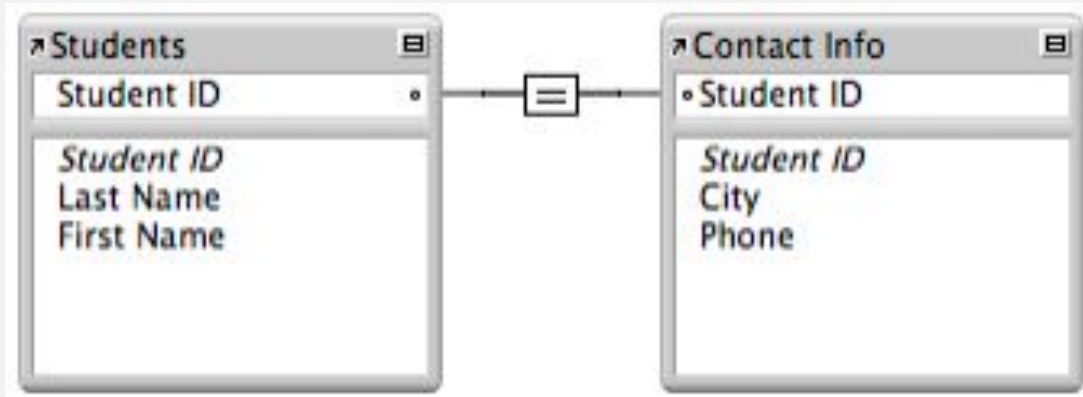 Students
Student ID
Student ID
Last Name
First Name
=
Contact Info
Student ID
Student ID
City
Phone